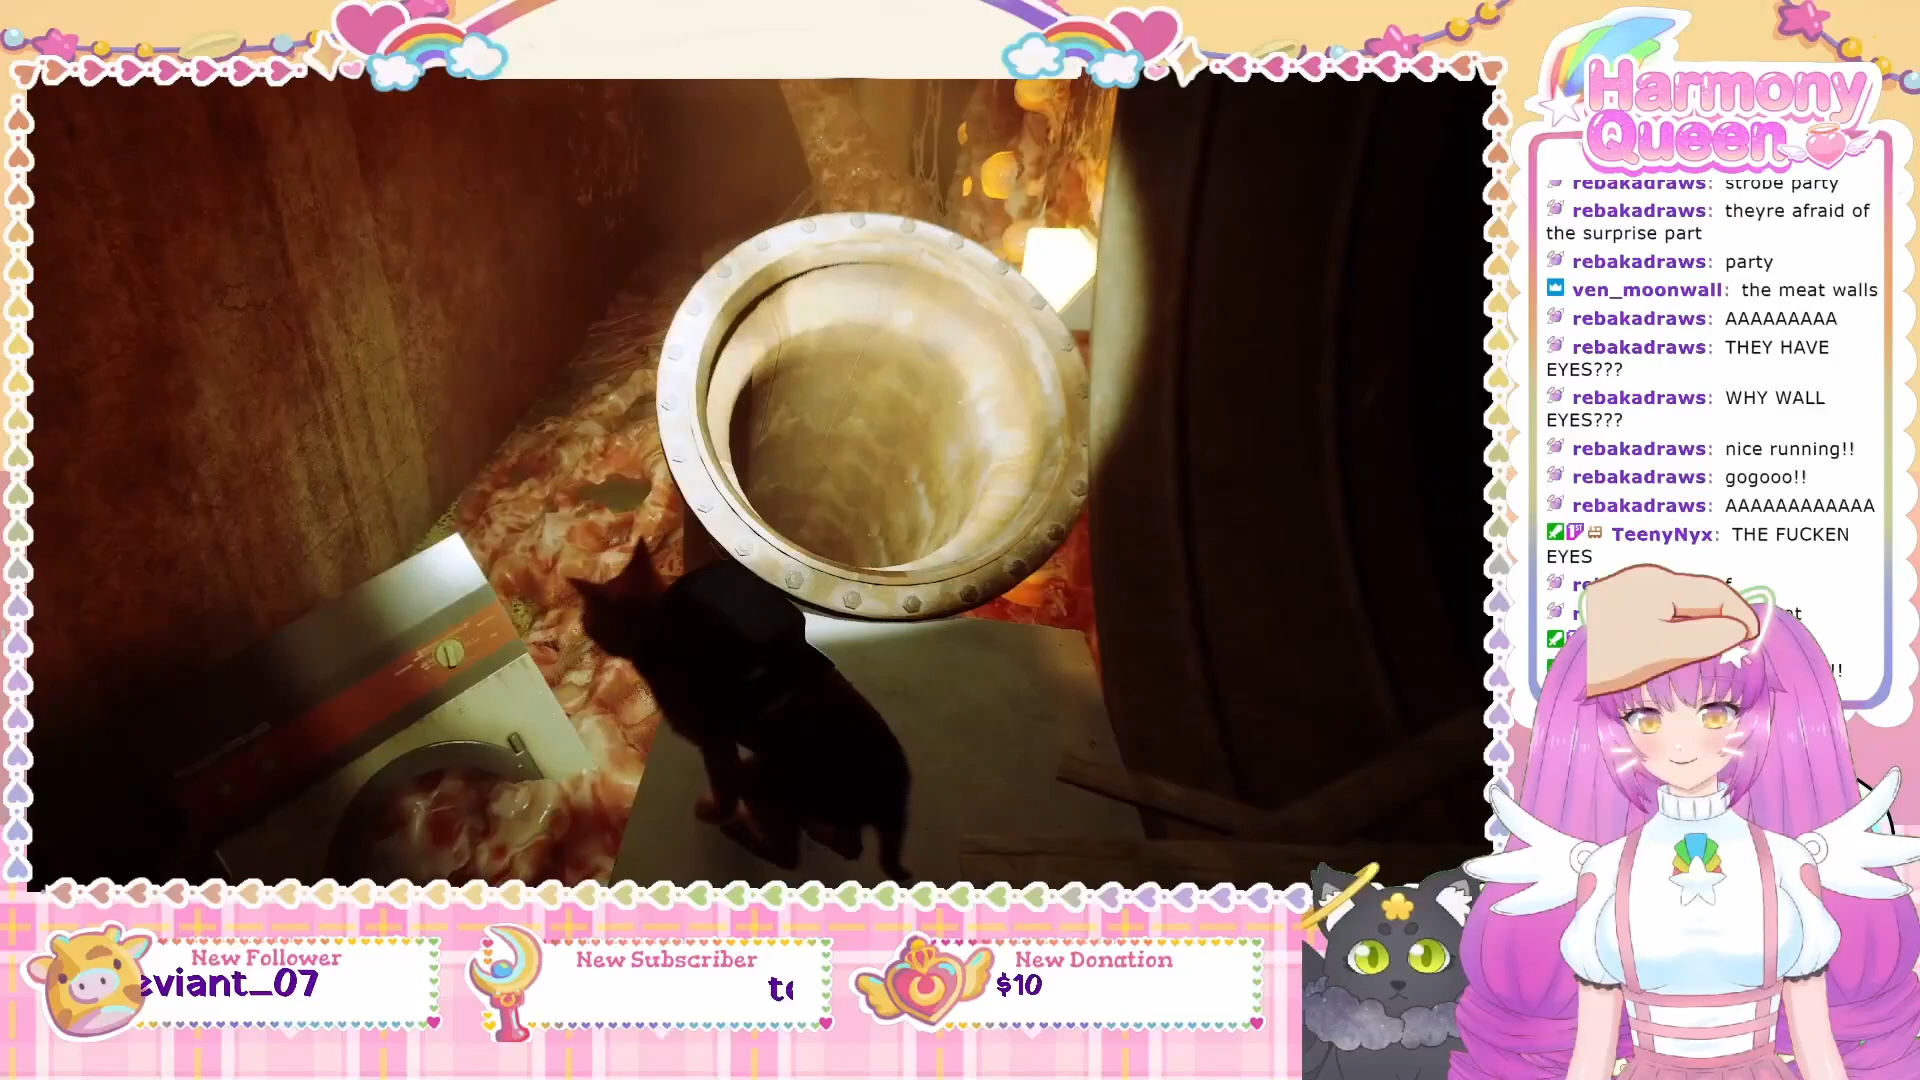 Harmony
Queen
rebakadraws: strobe party
rebakadraws: theyre afraid of
the surprise part
rebakadraws: party
ven_moonwall: the meat walls
rebakadraws: AAAAAAAAA
rebakadraws: THEY HAVE
EYES???
rebakadraws: WHY WALL
EYES???
rebakadraws: nice running!!
rebakadraws: gogooo!!
rebakadraws: AAAAAAAAAAAA
TeenyNyx: THE FUCKEN
EYES
New Follower
eviant_07
New Subscriber
New Donation
$10